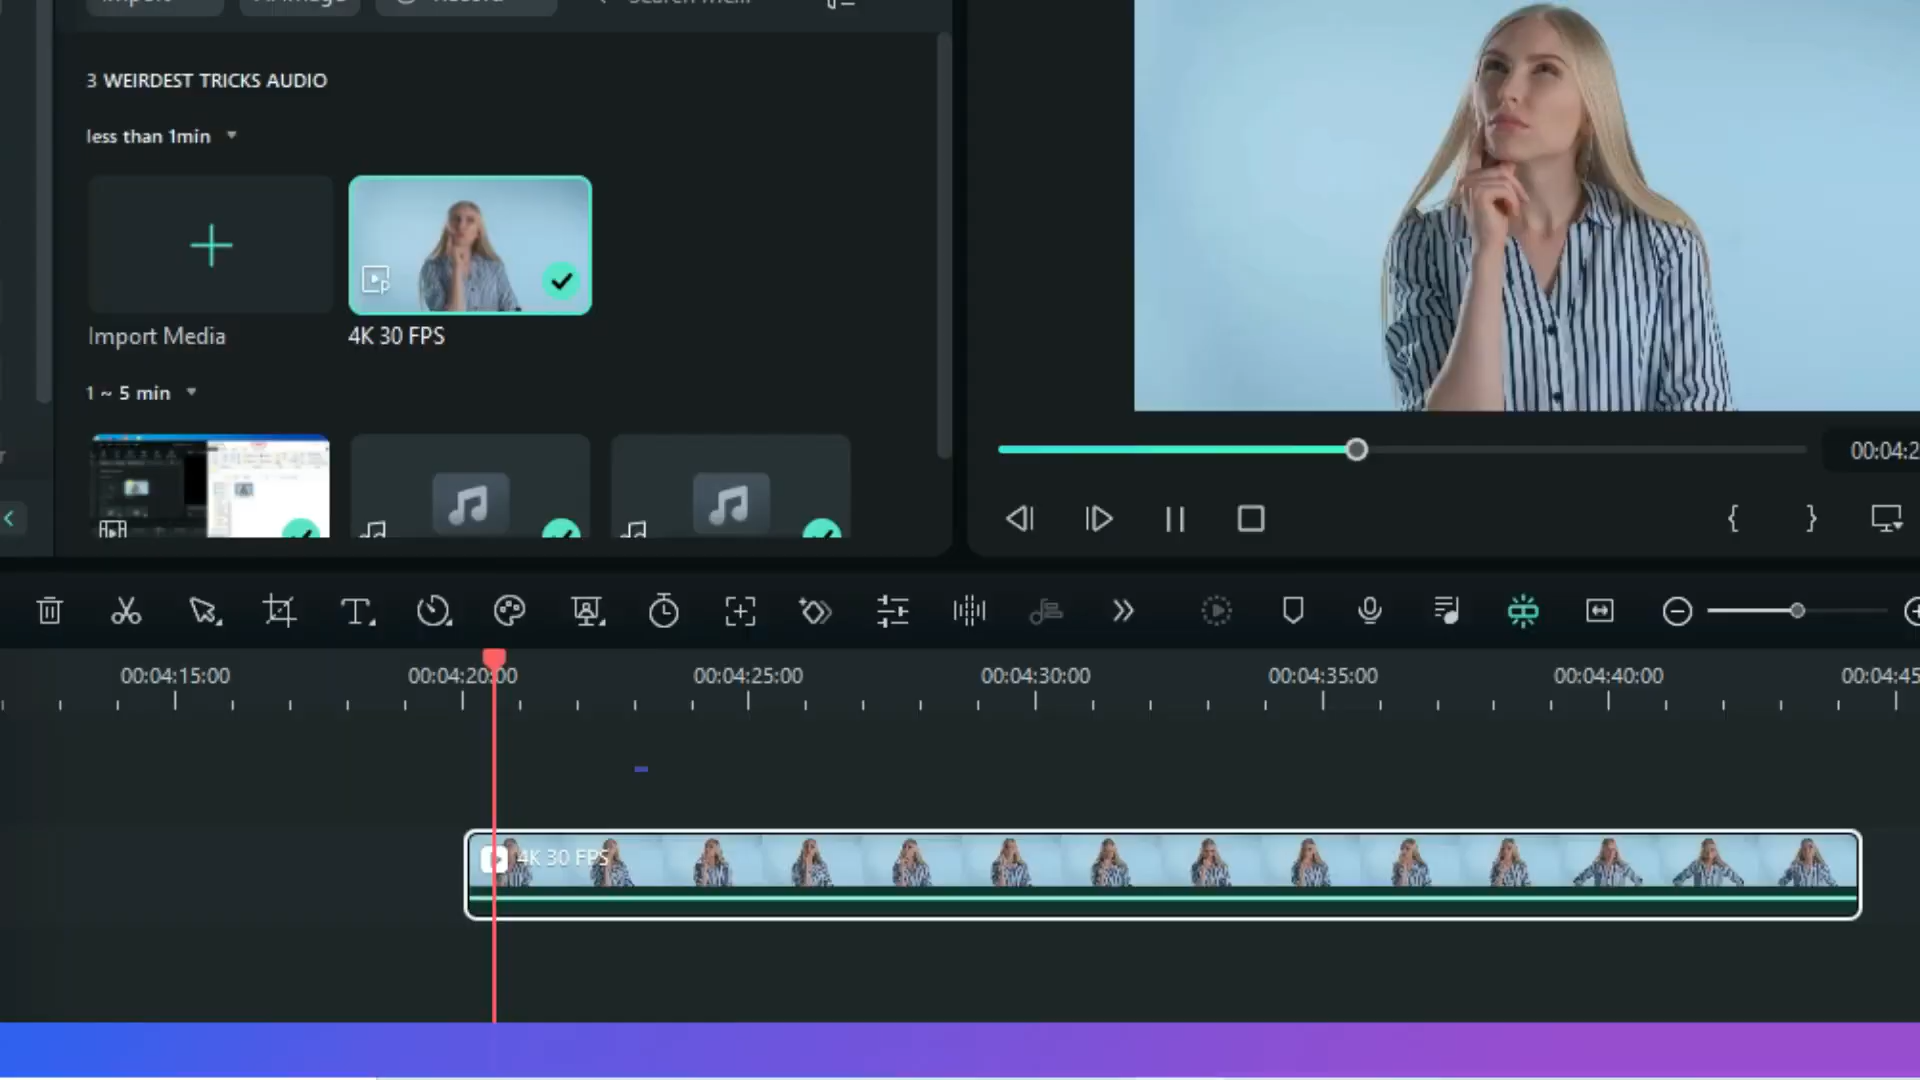 3 WEIRDEST TRICKS AUDIO
less than 1min
Import Media
4K 30 FPS
1 ~ 5 min
00:04:2
00:04:15:00
00:04:20:00
00:04:25:00
00:04:30:00
00:04:35:00
00:04:40:00
00:04:45
4K 30 FPS